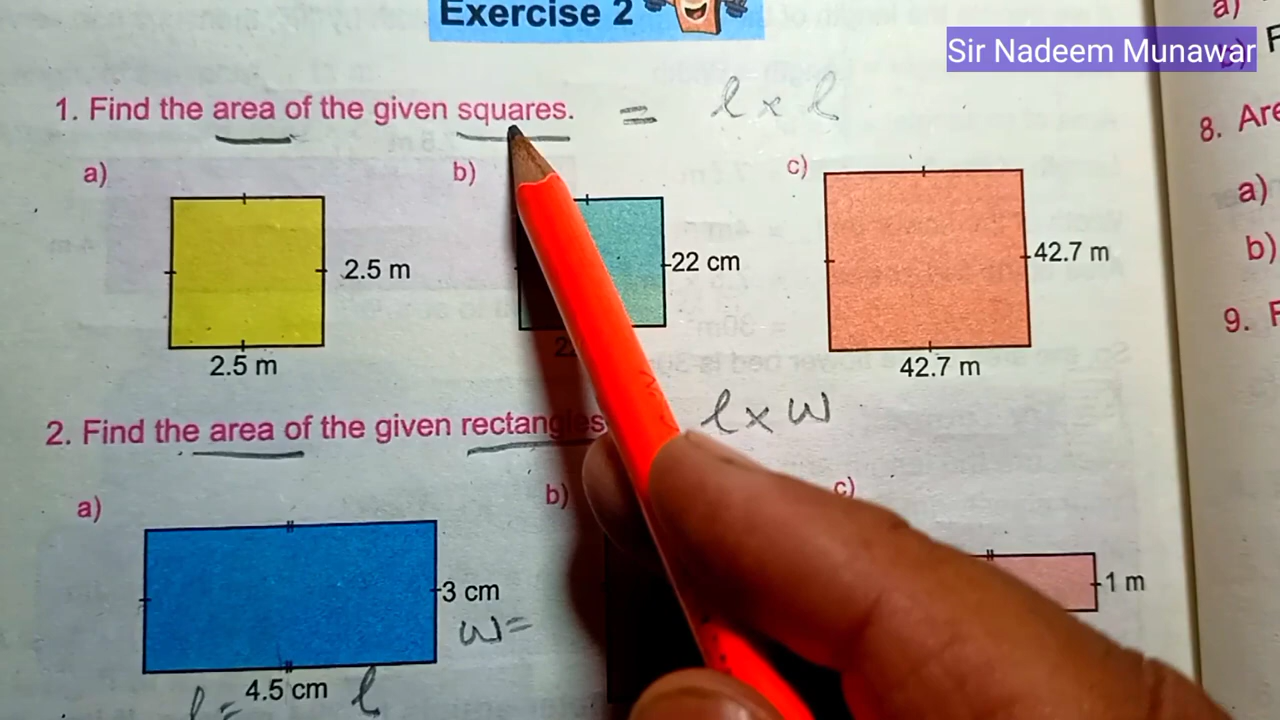 Exercise 2
Sir Nadeem Munawar
1. Find the area of the given squares. = l x l
a)
b)
c)
2.5 m
22 cm
42.7 m
2.5 m
42.7 m
2. Find the area of the given rectangles l x w
a)
b)
c)
3 cm
w =
1 m
4.5 cm
l =
l
a)
b)
8.
a)
b)
9.